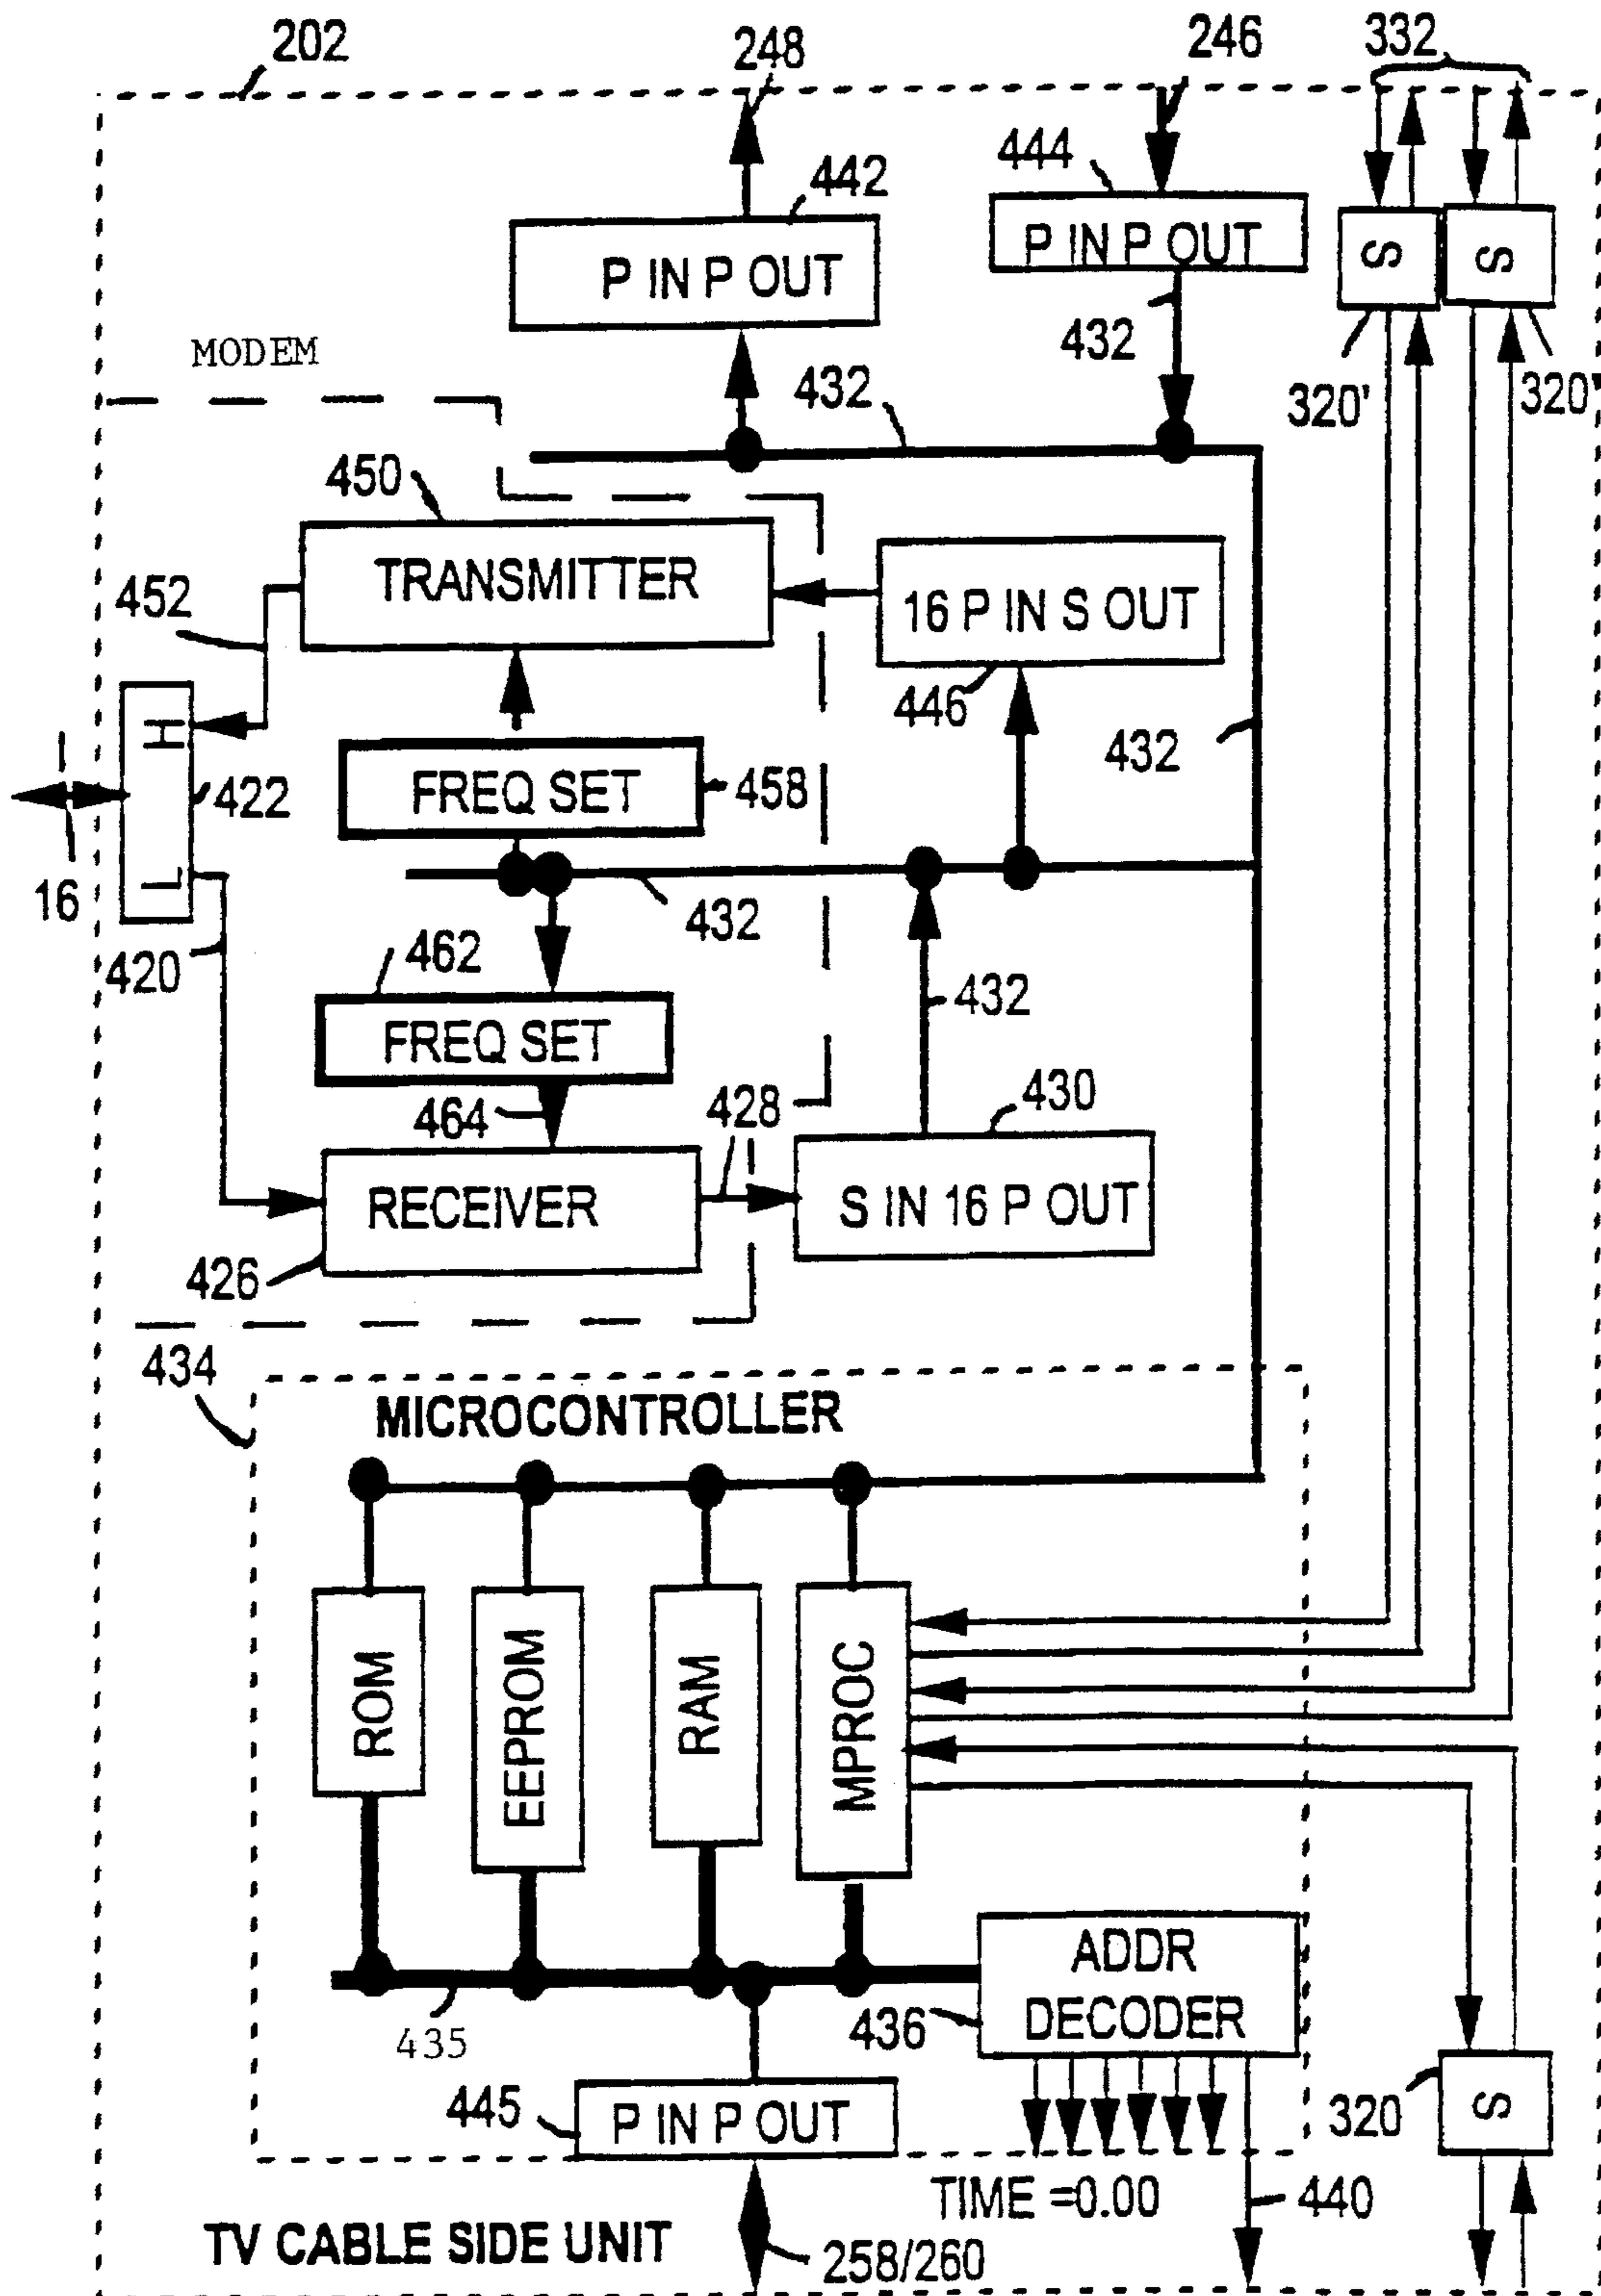 202
248
246
332
442
444
P IN P OUT
P IN P OUT
S
S
432
320'
320'
MODEM
432
450
TRANSMITTER
452
16 P IN S OUT
446
432
H
L
422
16
FREQ SET
458
432
420
462
FREQ SET
432
464
428
430
RECEIVER
S IN 16 P OUT
426
434
MICROCONTROLLER
ROM
EEPROM
RAM
MPROC
435
436
ADDR
DECODER
445
P IN P OUT
320
S
TIME =0.00
440
TV CABLE SIDE UNIT
258/260